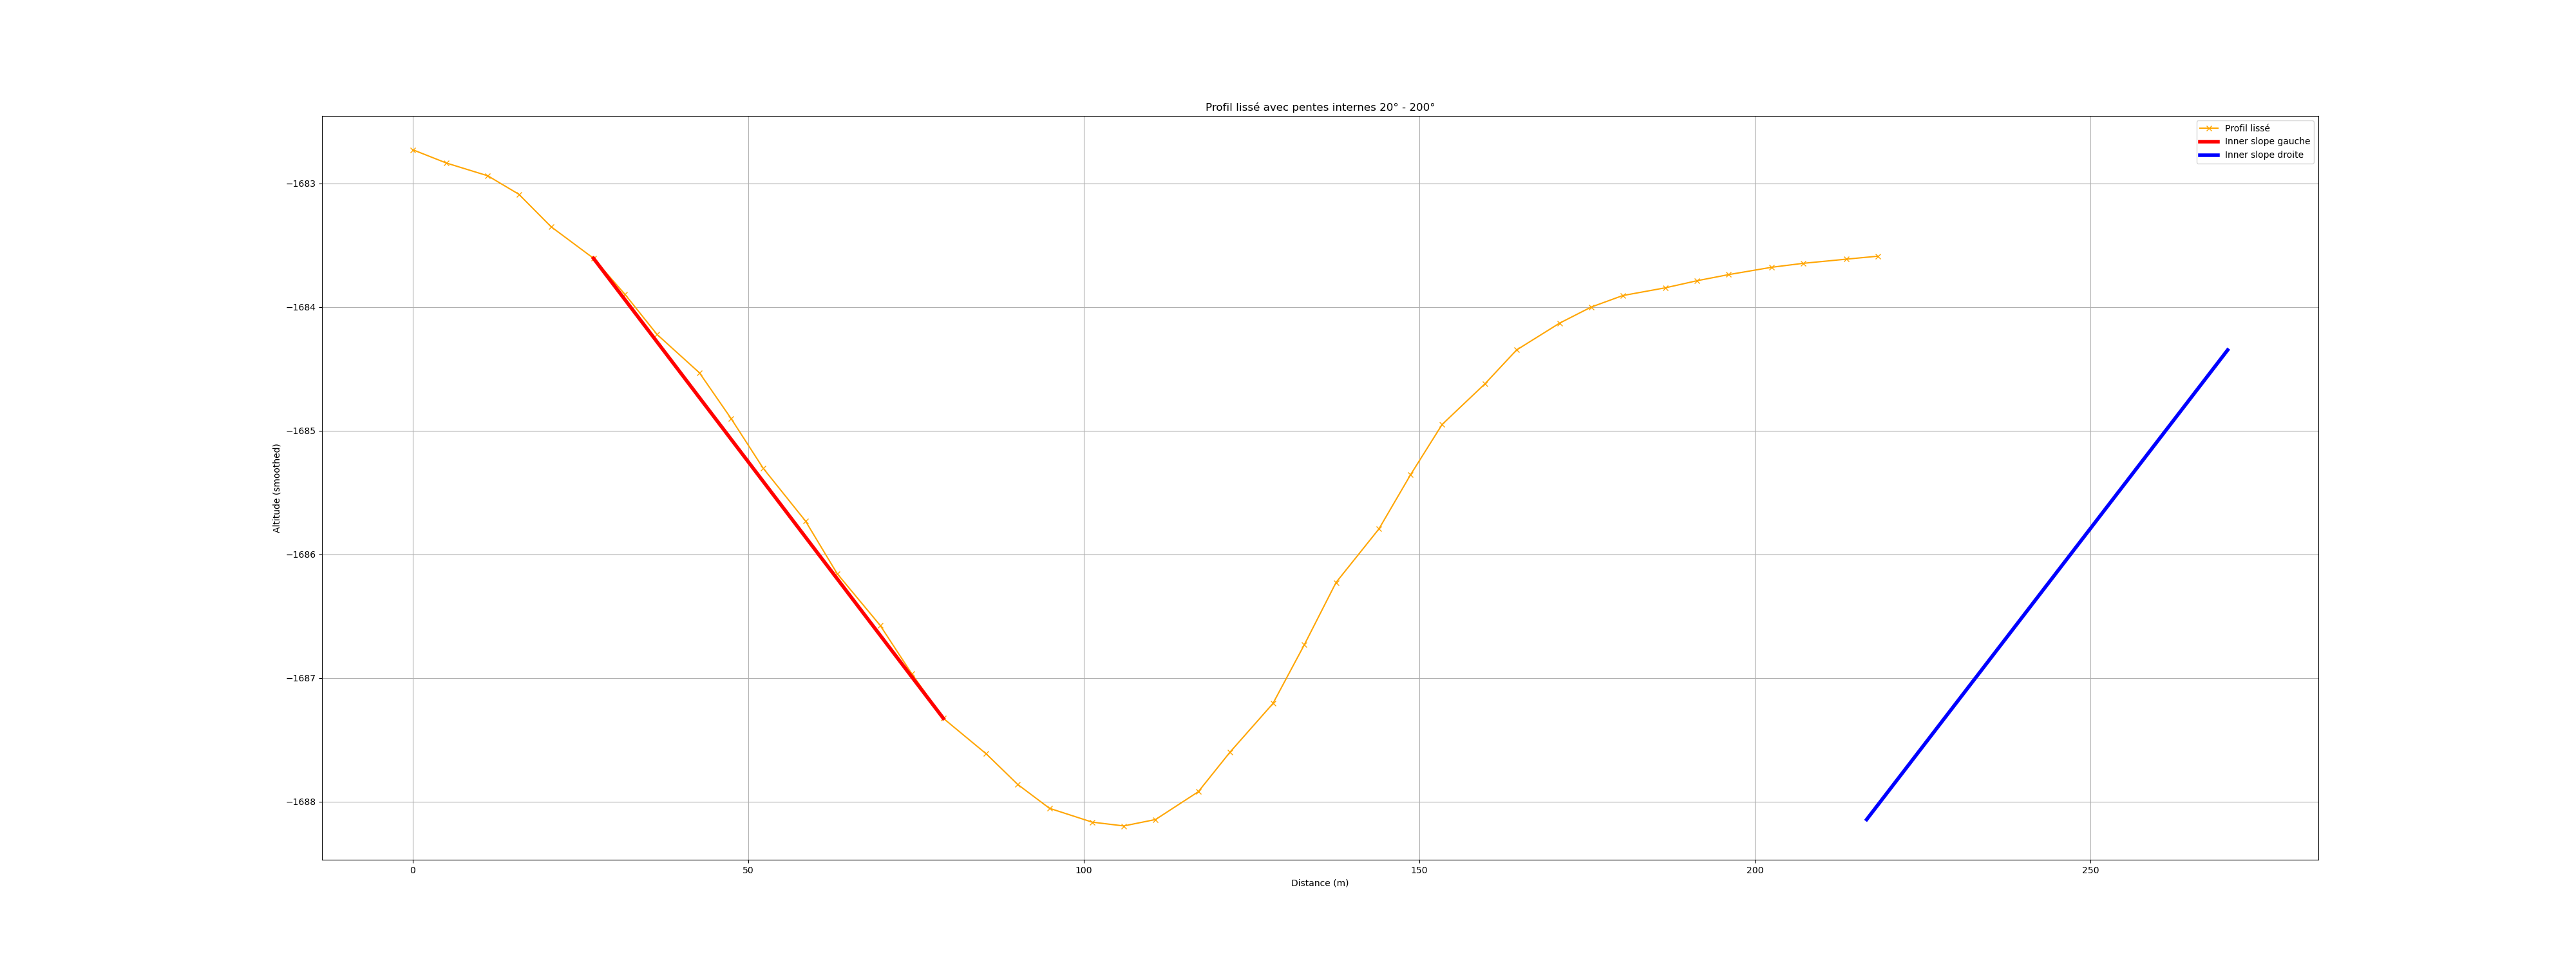 Profil lissé avec pentes internes 20° - 200°
Profil lissé
Inner slope gauche
Inner slope droite
Altitude (smoothed)
−1683
−1684
−1685
−1686
−1687
−1688
0
50
100
150
200
250
Distance (m)